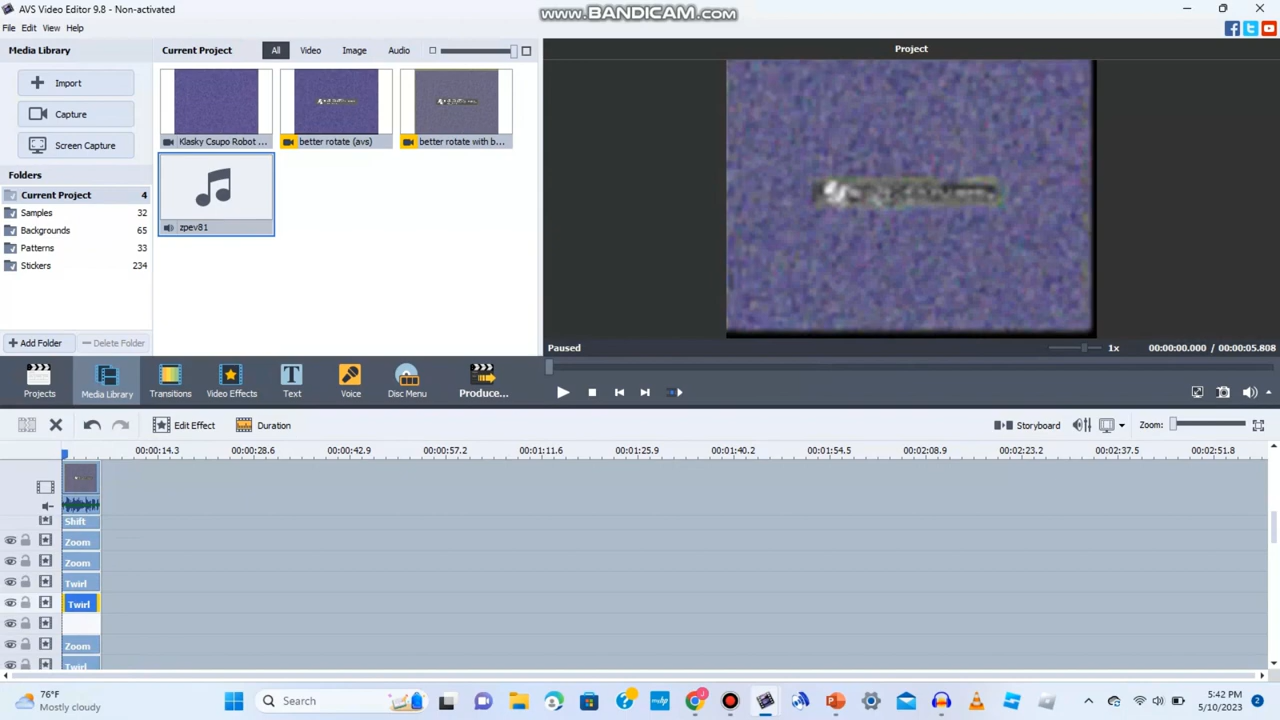 AVS Video Editor 9.8 - Non-activated
www.BANDICAM.com
File Edit View Help
Media Library
Import
Capture
Screen Capture
Folders
Current Project 4
Samples 32
Backgrounds 65
Patterns 33
Stickers 234
Add Folder
Delete Folder
Current Project All Video Image Audio
Klasky Csupo Robot ...
better rotate (avs)
better rotate with b...
zpev81
Project
Paused
1x
00:00:00.000 / 00:00:05.808
Projects
Media Library
Transitions
Video Effects
Text
Voice
Disc Menu
Produce...
Edit Effect
Duration
Storyboard
Zoom:
00:00:14.3 00:00:28.6 00:00:42.9 00:00:57.2 00:01:11.6 00:01:25.9 00:01:40.2 00:01:54.5 00:02:08.9 00:02:23.2 00:02:37.5 00:02:51.8
Shift
Zoom
Zoom
Twirl
Twirl
Zoom
Twirl
76°F
Mostly cloudy
Search
myhp
5:42 PM
5/10/2023
2